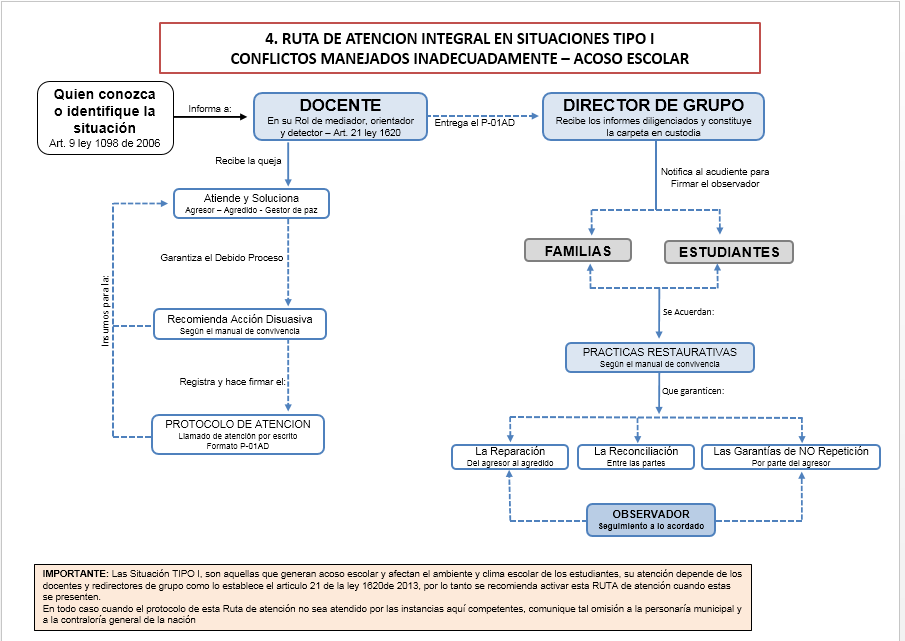 4. RUTA DE ATENCION INTEGRAL EN SITUACIONES TIPO I
CONFLICTOS MANEJADOS INADECUADAMENTE – ACOSO ESCOLAR
Quien conozca
o identifique la
situación
Art. 9 ley 1098 de 2006
Informa a:
DOCENTE
En su Rol de mediador, orientador
y detector – Art. 21 ley 1620
Entrega el P-01AD
DIRECTOR DE GRUPO
Recibe los informes diligenciados y constituye
la carpeta en custodia
Recibe la queja
Atiende y Soluciona
Agresor – Agredido - Gestor de paz
Garantiza el Debido Proceso
Recomienda Acción Disuasiva
Según el manual de convivencia
Registra y hace firmar el:
PROTOCOLO DE ATENCION
Llamado de atención por escrito
Formato P-01AD
Insumos para la:
Notifica al acudiente para
Firmar el observador
FAMILIAS
ESTUDIANTES
Se Acuerdan:
PRACTICAS RESTAURATIVAS
Según el manual de convivencia
Que garanticen:
La Reparación
Del agresor al agredido
La Reconciliación
Entre las partes
Las Garantías de NO Repetición
Por parte del agresor
OBSERVADOR
Seguimiento a lo acordado
IMPORTANTE: Las Situación TIPO I, son aquellas que generan acoso escolar y afectan el ambiente y clima escolar de los estudiantes, su atención depende de los
docentes y redirectores de grupo como lo establece el articulo 21 de la ley 1620de 2013, por lo tanto se recomienda activar esta RUTA de atención cuando estas
se presenten.
En todo caso cuando el protocolo de esta Ruta de atención no sea atendido por las instancias aquí competentes, comunique tal omisión a la personaría municipal y
a la contraloría general de la nación